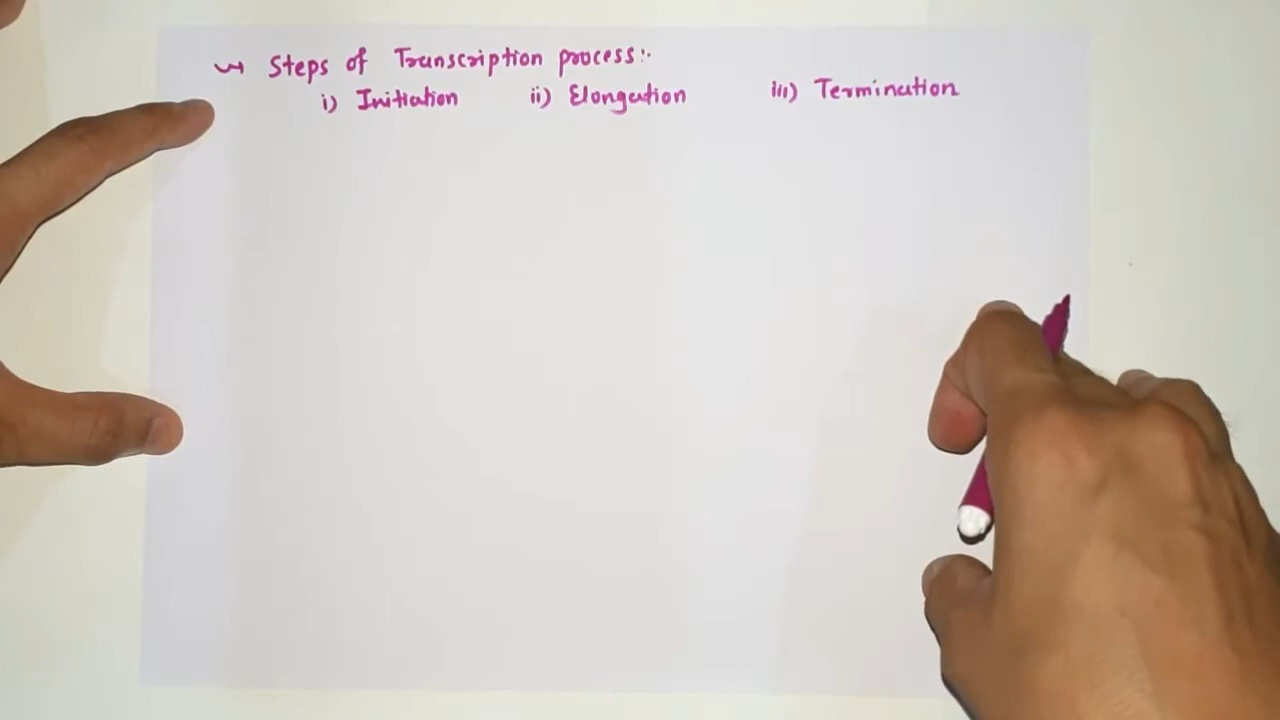 ↝ Steps of Transcription process:-
i) Initiation ii) Elongation iii) Termination